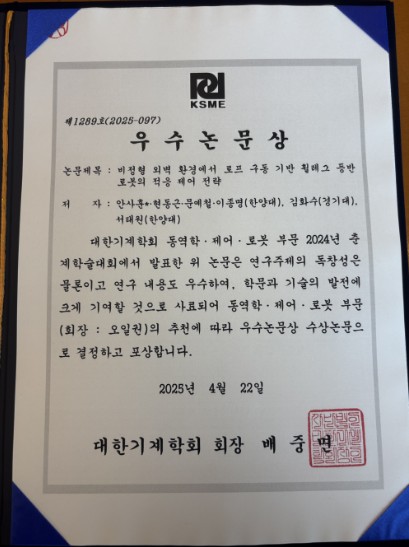 KSME
제1289호(2025-097)
우수논문상
논문제목 : 비정형 외벽 환경에서 로프 구동 기반 휠레그 등반
로봇의 적응 제어 전략
저 자 : 안사훈*·현동근·문예철·이종명(한양대), 김화수(경기대),
서태원(한양대)
대한기계학회 동역학·제어·로봇 부문 2024년 춘
계학술대회에서 발표한 위 논문은 연구주제의 독창성은
물론이고 연구 내용도 우수하여, 학문과 기술의 발전에
크게 기여할 것으로 사료되어 동역학·제어·로봇 부문
(회장 : 오일권)의 추천에 따라 우수논문상 수상논문으
로 결정하고 포상합니다.
2025년 4월 22일
대한기계학회 회장 배 중 면